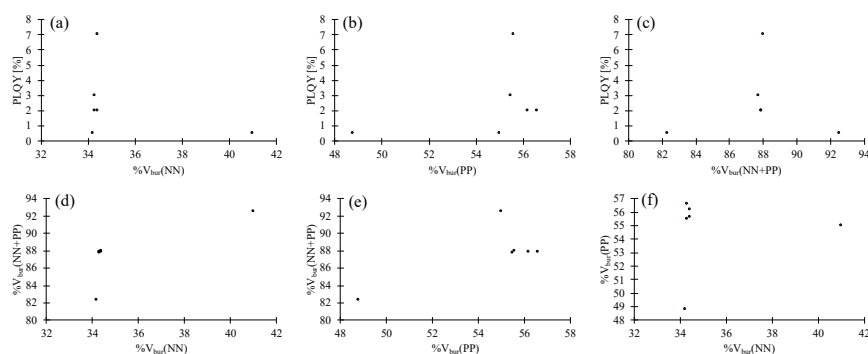 (a)
PLQY [%]
8
7
6
5
4
3
2
1
0
32 34 36 38 40 42
%Vbur(NN)
(b)
PLQY [%]
8
7
6
5
4
3
2
1
0
48 50 52 54 56 58
%Vbur(PP)
(c)
PLQY [%]
8
7
6
5
4
3
2
1
0
80 82 84 86 88 90 92 94
%Vbur(NN+PP)
(d)
%Vbur(NN+PP)
94
92
90
88
86
84
82
80
32 34 36 38 40 42
%Vbur(NN)
(e)
%Vbur(NN+PP)
94
92
90
88
86
84
82
80
48 50 52 54 56 58
%Vbur(PP)
(f)
%Vbur(PP)
57
56
55
54
53
52
51
50
49
48
32 34 36 38 40 42
%Vbur(NN)